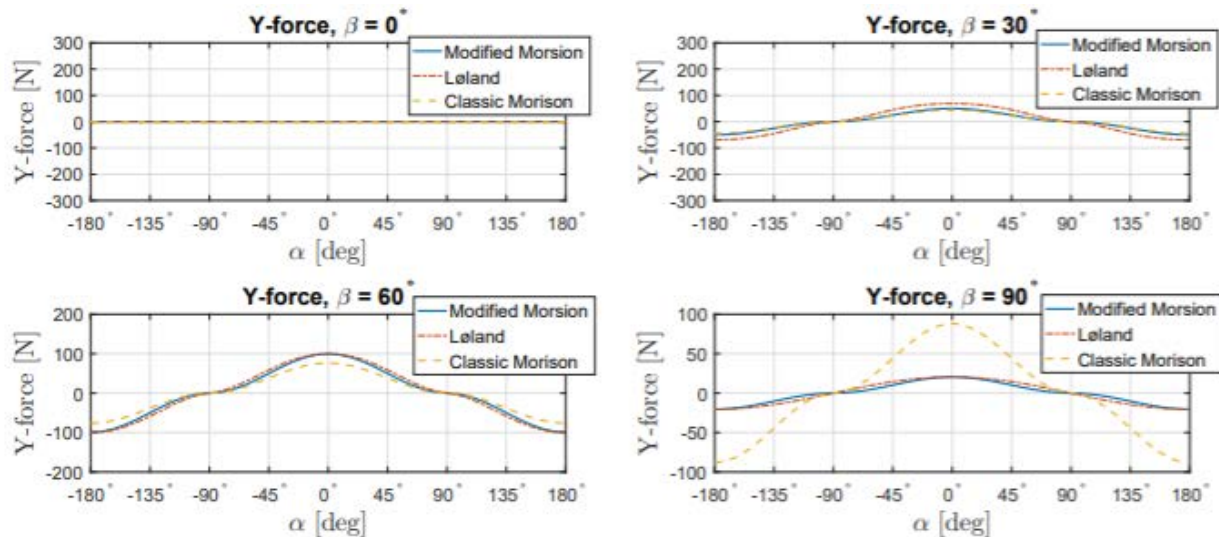 Y-force, β = 0°
Y-force [N]
300
200
100
0
-100
-200
-300
-180° -135° -90° -45° 0° 45° 90° 135° 180°
α [deg]
Modified Morsion
Løland
Classic Morison
Y-force, β = 30°
Y-force [N]
300
200
100
0
-100
-200
-300
-180° -135° -90° -45° 0° 45° 90° 135° 180°
α [deg]
Modified Morsion
Løland
Classic Morison
Y-force, β = 60°
Y-force [N]
200
100
0
-100
-200
-180° -135° -90° -45° 0° 45° 90° 135° 180°
α [deg]
Modified Morsion
Løland
Classic Morison
Y-force, β = 90°
Y-force [N]
100
50
0
-50
-100
-180° -135° -90° -45° 0° 45° 90° 135° 180°
α [deg]
Modified Morsion
Løland
Classic Morison